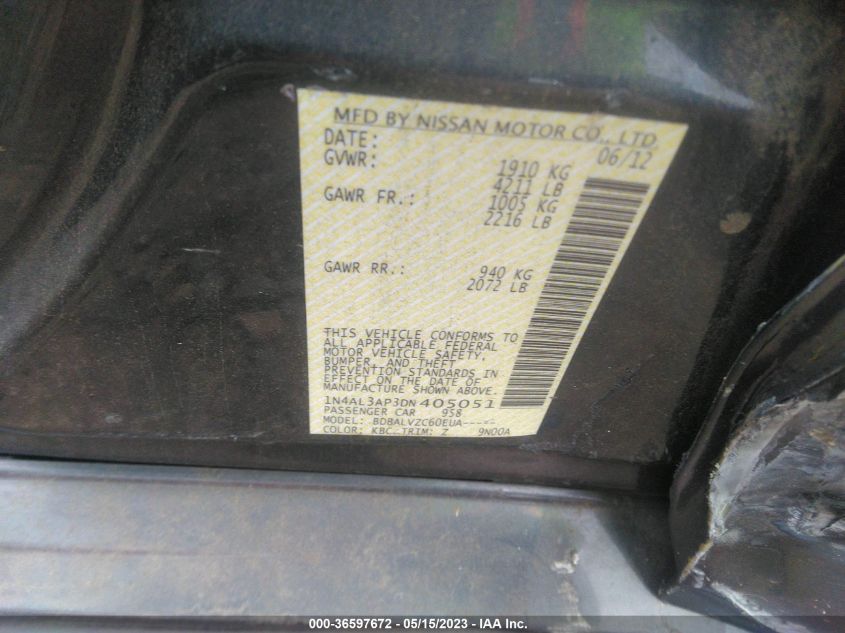 MFD BY NISSAN MOTOR CO., LTD.
DATE: 06/12
GVWR: 1910 KG
4211 LB
GAWR FR.: 1005 KG
2216 LB
GAWR RR.: 940 KG
2072 LB
THIS VEHICLE CONFORMS TO
ALL APPLICABLE FEDERAL
MOTOR VEHICLE SAFETY,
BUMPER, AND THEFT
PREVENTION STANDARDS IN
EFFECT ON THE DATE OF
MANUFACTURE SHOWN ABOVE.
1N4AL3AP3DN405051
PASSENGER CAR 958
MODEL: BDBALVZC60EUA-----
COLOR: KBC TRIM: Z 9N00A
000-36597672 - 05/15/2023 - IAA Inc.